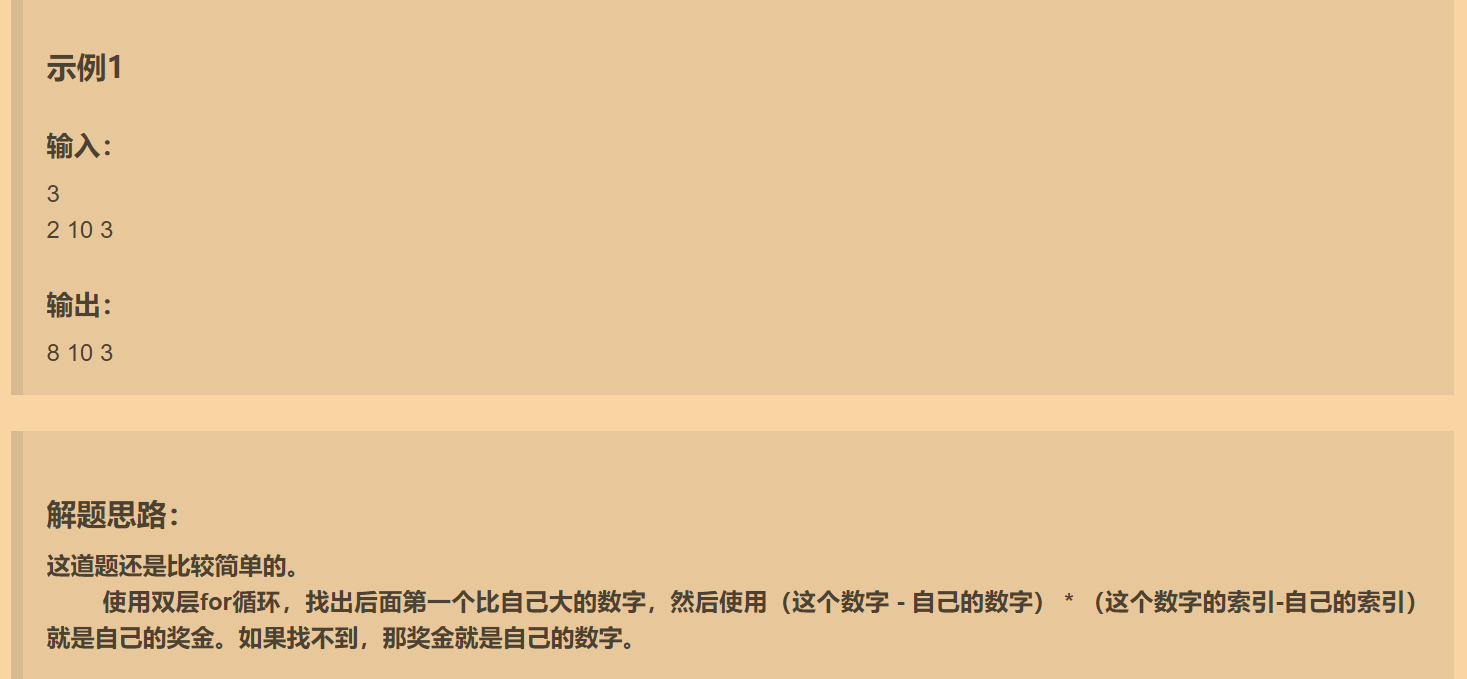 示例1
输入：
3
2 10 3
输出：
8 10 3
解题思路：
这道题还是比较简单的。
使用双层for循环，找出后面第一个比自己大的数字，然后使用（这个数字 - 自己的数字） * （这个数字的索引-自己的索引）
就是自己的奖金。如果找不到，那奖金就是自己的数字。